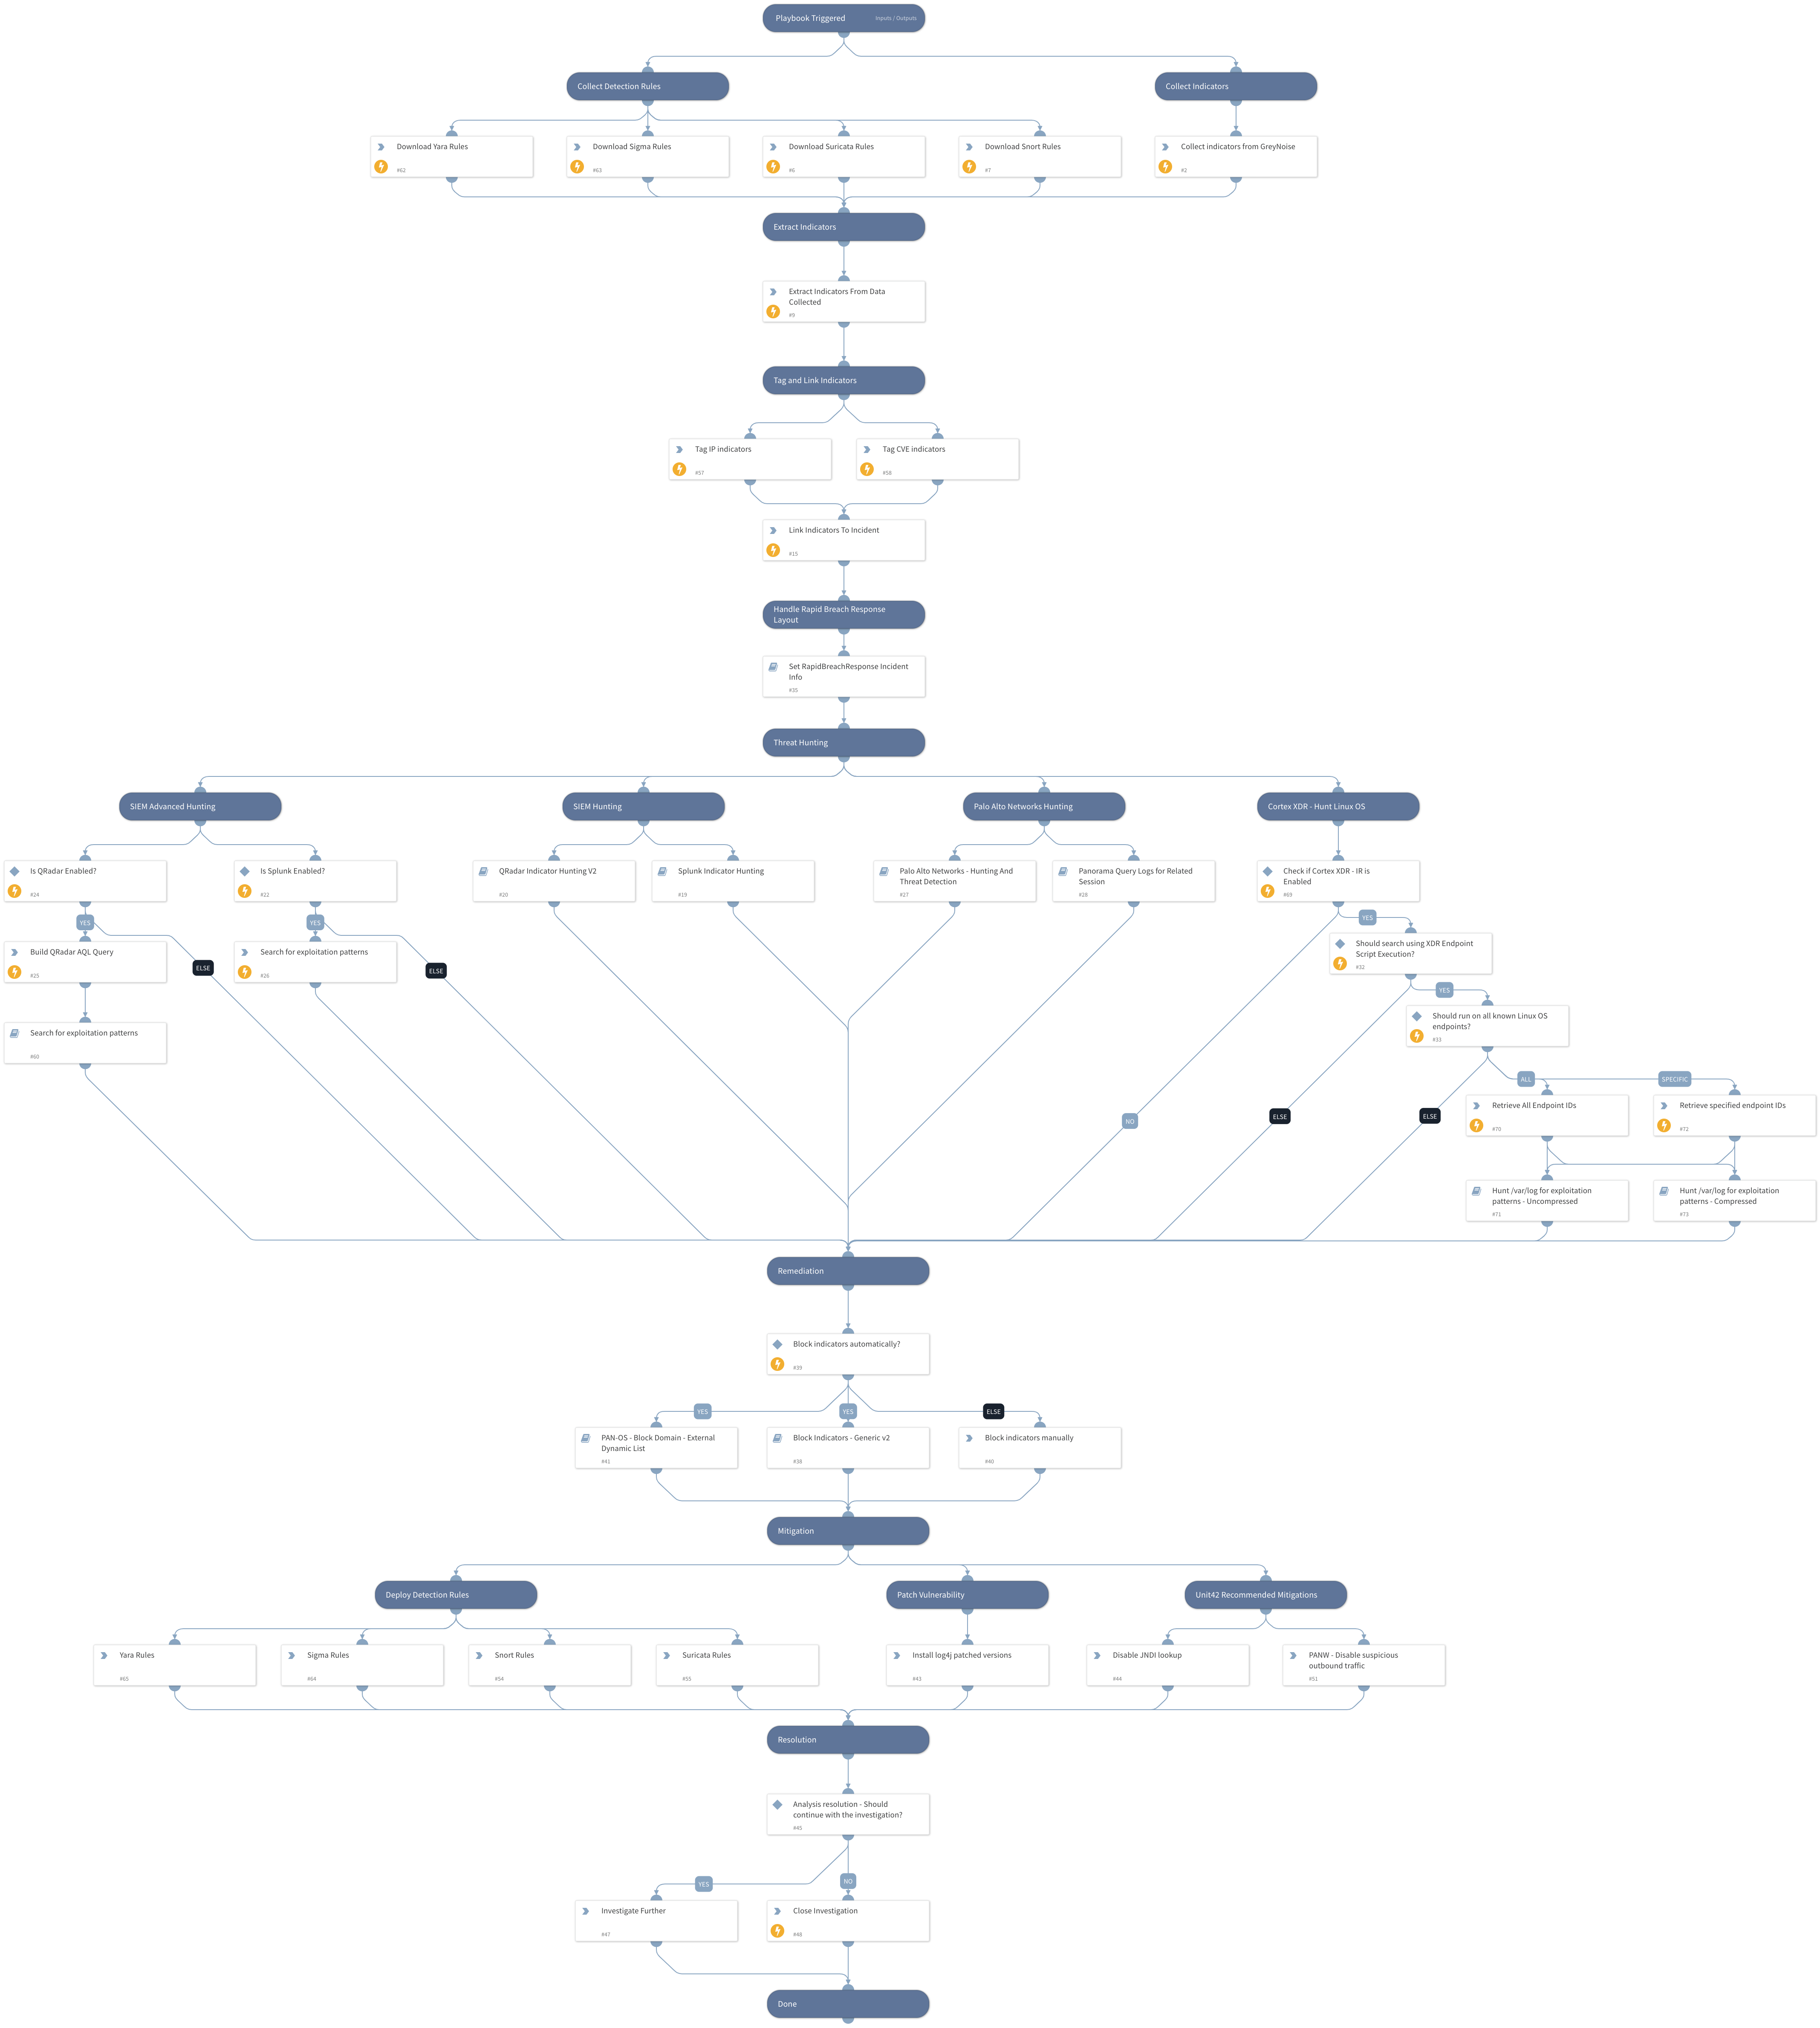 Playbook Triggered
Inputs / Outputs
Collect Detection Rules
Collect Indicators
Download Yara Rules
#62
Download Sigma Rules
#63
Download Suricata Rules
#6
Download Snort Rules
#7
Collect indicators from GreyNoise
#2
Extract Indicators
Extract Indicators From Data
Collected
#9
Tag and Link Indicators
Tag IP indicators
#57
Tag CVE indicators
#58
Link Indicators To Incident
#15
Handle Rapid Breach Response
Layout
Set RapidBreachResponse Incident
Info
#35
Threat Hunting
SIEM Advanced Hunting
SIEM Hunting
Palo Alto Networks Hunting
Cortex XDR - Hunt Linux OS
Is QRadar Enabled?
#24
Is Splunk Enabled?
#22
QRadar Indicator Hunting V2
#20
Splunk Indicator Hunting
#19
Palo Alto Networks - Hunting And
Threat Detection
#27
Panorama Query Logs for Related
Session
#28
Check if Cortex XDR - IR is
Enabled
#69
YES
YES
YES
Build QRadar AQL Query
#25
ELSE
Search for exploitation patterns
#26
ELSE
Should search using XDR Endpoint
Script Execution?
#32
YES
Search for exploitation patterns
#60
Should run on all known Linux OS
endpoints?
#33
ALL
SPECIFIC
NO
ELSE
ELSE
Retrieve All Endpoint IDs
#70
Retrieve specified endpoint IDs
#72
Hunt /var/log for exploitation
patterns - Uncompressed
#71
Hunt /var/log for exploitation
patterns - Compressed
#73
Remediation
Block indicators automatically?
#39
YES
YES
ELSE
PAN-OS - Block Domain - External
Dynamic List
#41
Block Indicators - Generic v2
#38
Block indicators manually
#40
Mitigation
Deploy Detection Rules
Patch Vulnerability
Unit42 Recommended Mitigations
Yara Rules
#65
Sigma Rules
#64
Snort Rules
#54
Suricata Rules
#55
Install log4j patched versions
#43
Disable JNDI lookup
#44
PANW - Disable suspicious
outbound traffic
#51
Resolution
Analysis resolution - Should
continue with the investigation?
#45
YES
NO
Investigate Further
#47
Close Investigation
#48
Done